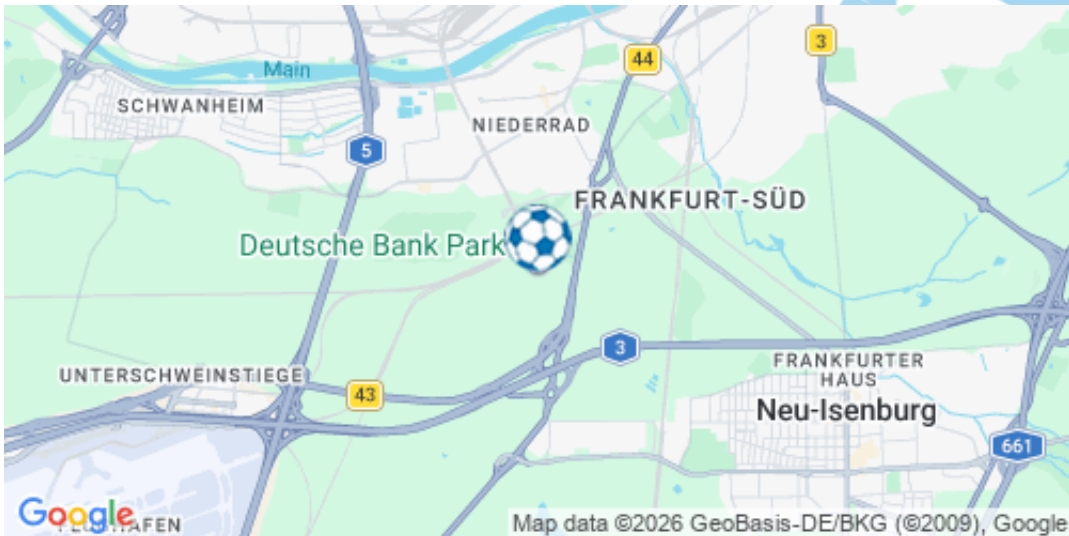 3
44
Main
SCHWANHEIM
NIEDERRAD
5
FRANKFURT-SÜD
Deutsche Bank Park
3
FRANKFURTER
HAUS
UNTERSCHWEINSTIEGE
43
Neu-Isenburg
661
Google
FLUGHAFEN
Map data ©2026 GeoBasis-DE/BKG (©2009), Google